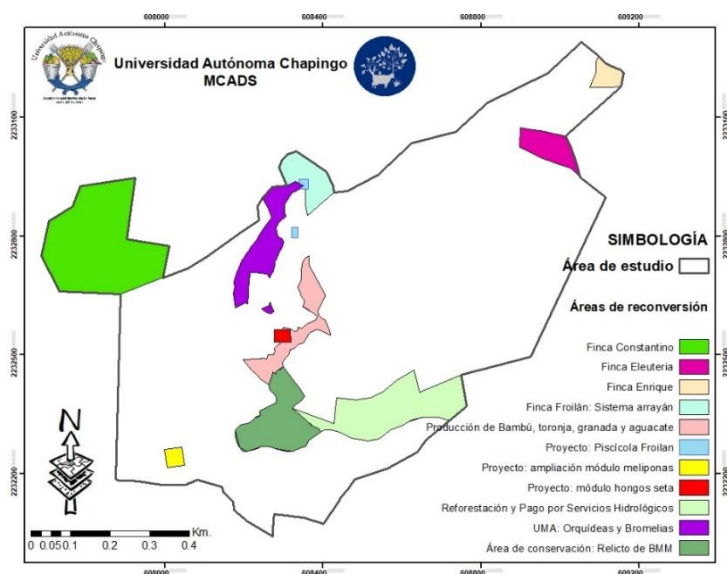 608000 608400 608800 609200
Universidad Autónoma Chapingo
MCADS
2233100
2233100
2232800
2232800
SIMBOLOGÍA
Área de estudio
Áreas de reconversión
2232500
2232500
Finca Constantino
Finca Eleuteria
Finca Enrique
Finca Froilán: Sistema arrayán
Producción de Bambú, toronja, granada y aguacate
Proyecto: Piscícola Froilan
Proyecto: ampliación módulo meliponas
Proyecto: módulo hongos seta
Reforestación y Pago por Servicios Hidrológicos
UMA: Orquídeas y Bromelias
Área de conservación: Relicto de BMM
2232200
2232200
N
Km.
0 0.05 0.1 0.2 0.3 0.4
608000 608400 608800 609200